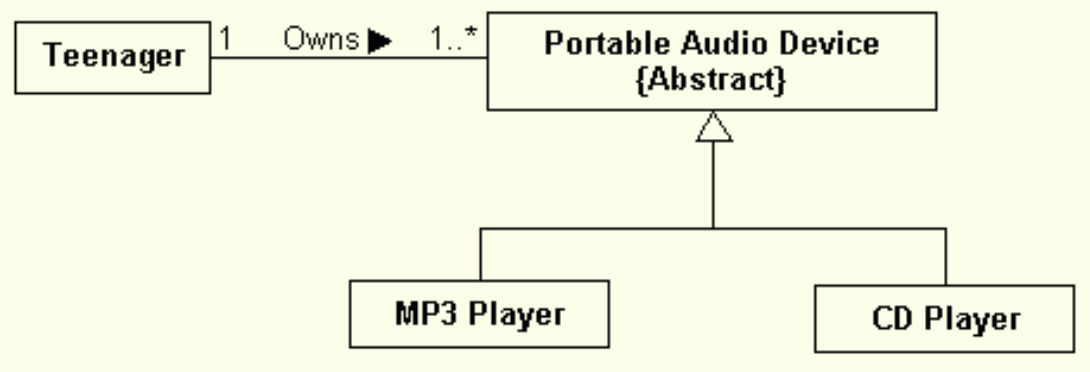 Teenager
1 Owns ▶ 1..*
Portable Audio Device
{Abstract}
MP3 Player
CD Player